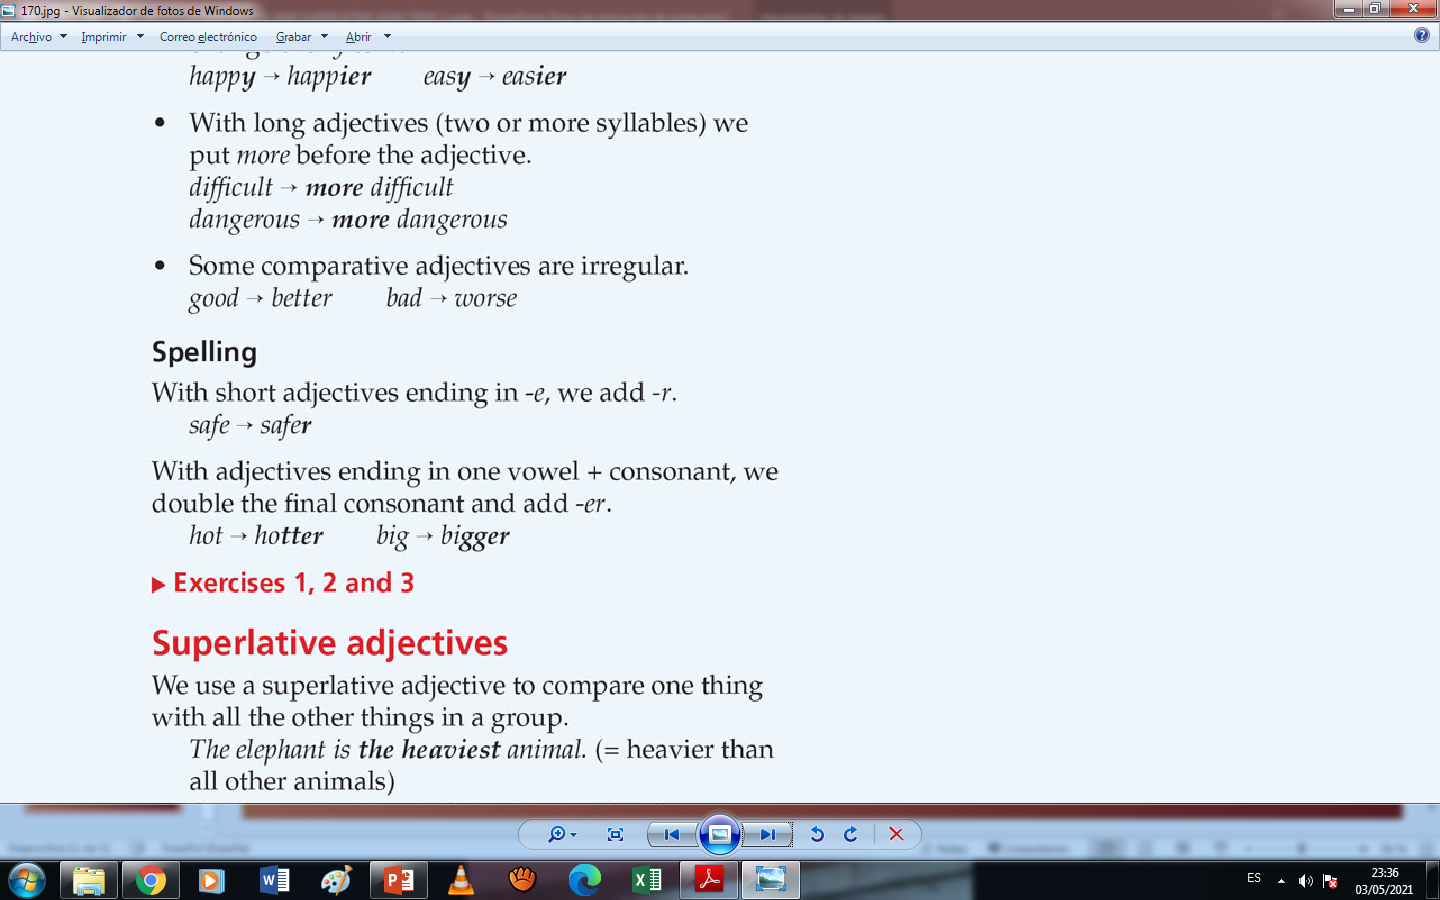 170.jpg - Visualizador de fotos de Windows
Archivo Imprimir Correo electrónico Grabar Abrir
happy → happier easy → easier
• With long adjectives (two or more syllables) we
put more before the adjective.
difficult → more difficult
dangerous → more dangerous
• Some comparative adjectives are irregular.
good → better bad → worse
Spelling
With short adjectives ending in -e, we add -r.
safe → safer
With adjectives ending in one vowel + consonant, we
double the final consonant and add -er.
hot → hotter big → bigger
► Exercises 1, 2 and 3
Superlative adjectives
We use a superlative adjective to compare one thing
with all the other things in a group.
The elephant is the heaviest animal. (= heavier than
all other animals)
ES
23:36
03/05/2021